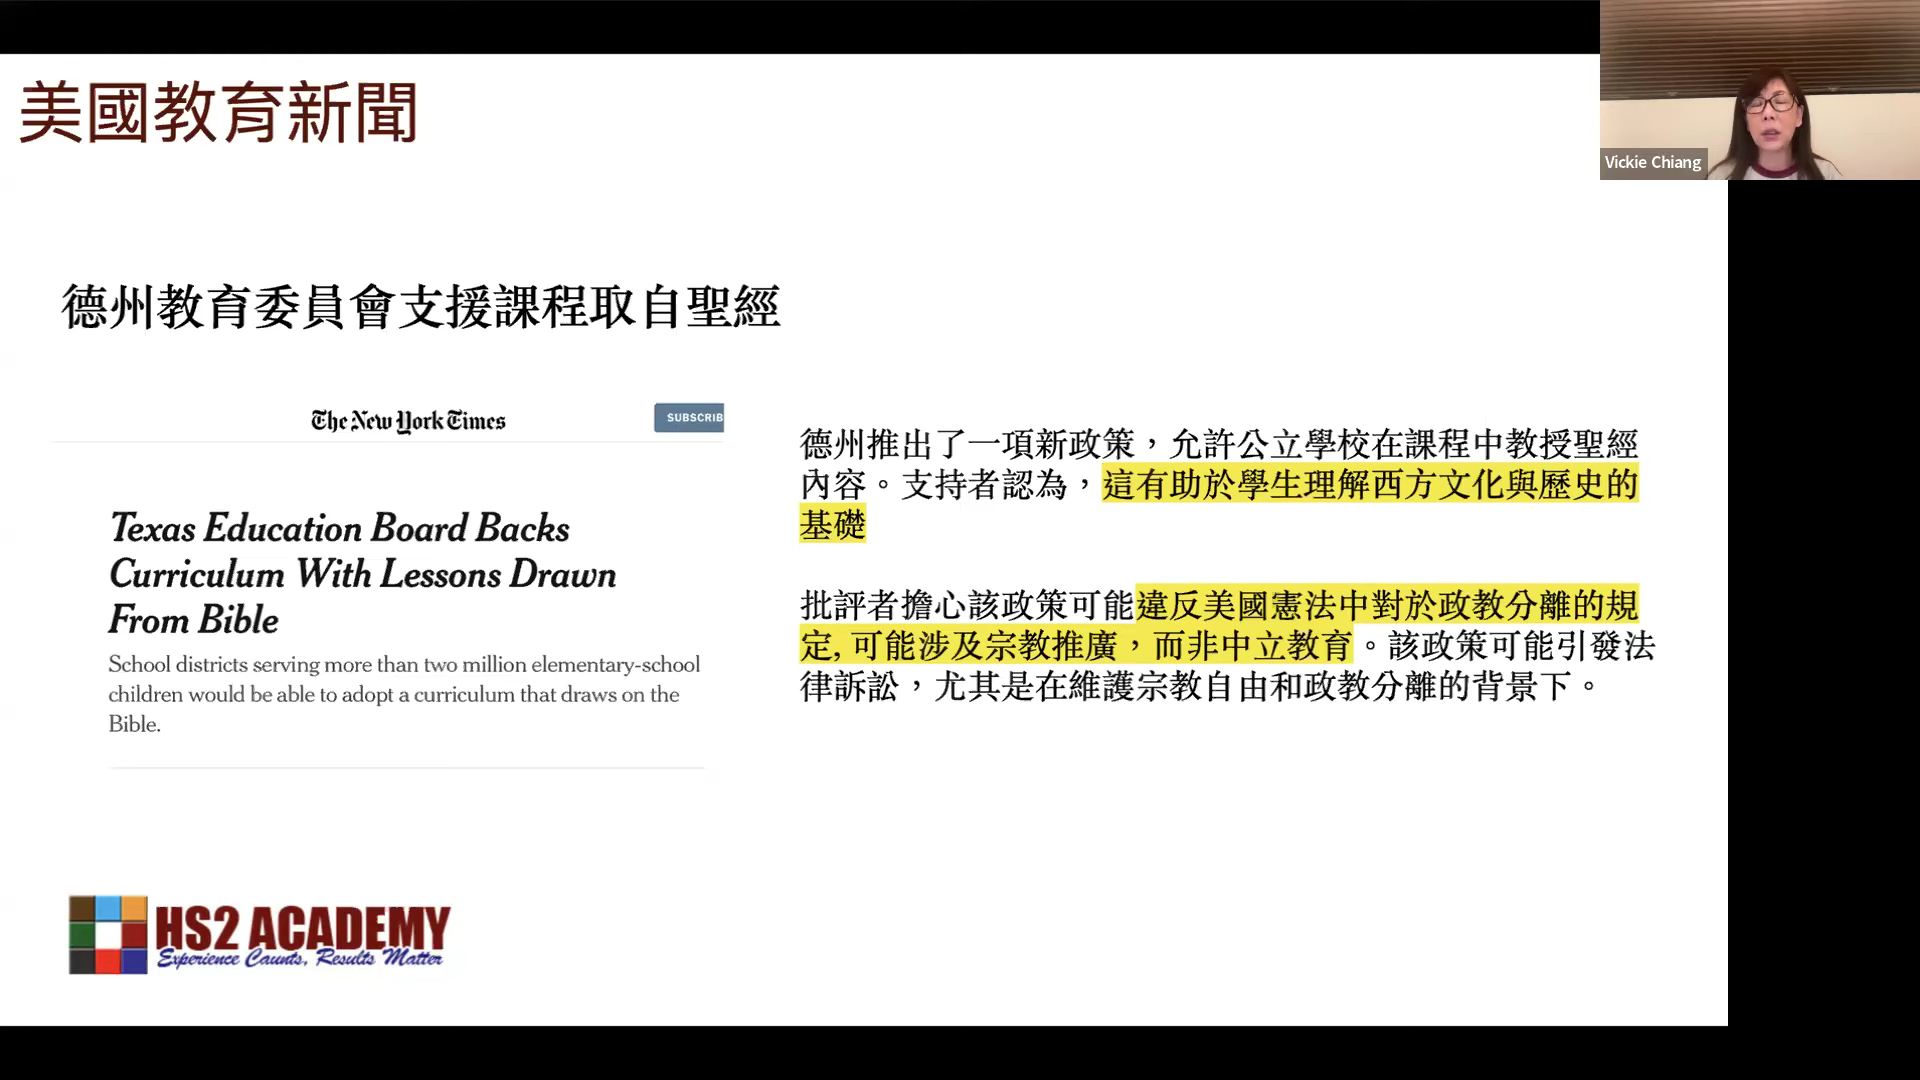 美國教育新聞
Vickie Chiang
德州教育委員會支援課程取自聖經
The New York Times
SUBSCRIB
Texas Education Board Backs
Curriculum With Lessons Drawn
From Bible
School districts serving more than two million elementary-school
children would be able to adopt a curriculum that draws on the
Bible.
德州推出了一項新政策，允許公立學校在課程中教授聖經
內容。支持者認為，這有助於學生理解西方文化與歷史的
基礎
批評者擔心該政策可能違反美國憲法中對於政教分離的規
定, 可能涉及宗教推廣，而非中立教育。該政策可能引發法
律訴訟，尤其是在維護宗教自由和政教分離的背景下。
HS2 ACADEMY
Experience Counts, Results Matter